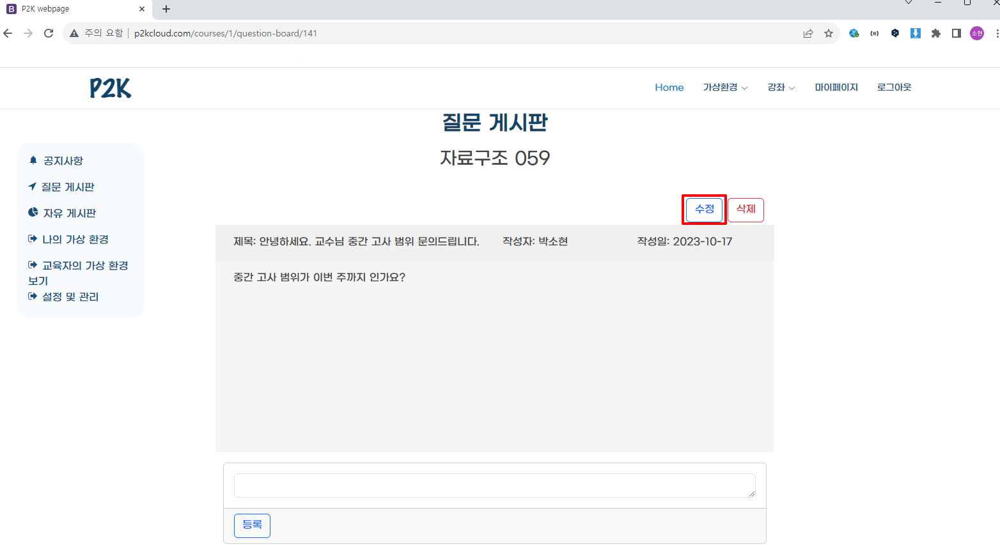 P2K webpage
주의 요함 | p2kcloud.com/courses/1/question-board/141
소현
P2K
Home 가상환경 강좌 마이페이지 로그아웃
질문 게시판
자료구조 059
공지사항
질문 게시판
자유 게시판
나의 가상 환경
교육자의 가상 환경
보기
설정 및 관리
수정 삭제
제목: 안녕하세요. 교수님 중간 고사 범위 문의드립니다. 작성자: 박소현 작성일: 2023-10-17
중간 고사 범위가 이번 주까지 인가요?
등록